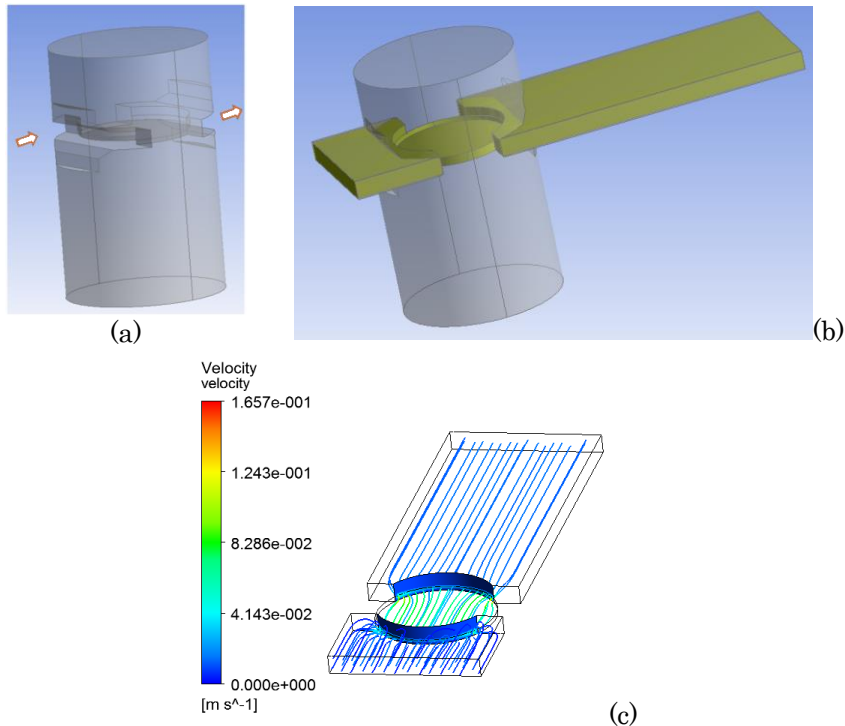 (a)
(b)
Velocity
velocity
1.657e-001
1.243e-001
8.286e-002
4.143e-002
0.000e+000
[m s^-1]
(c)